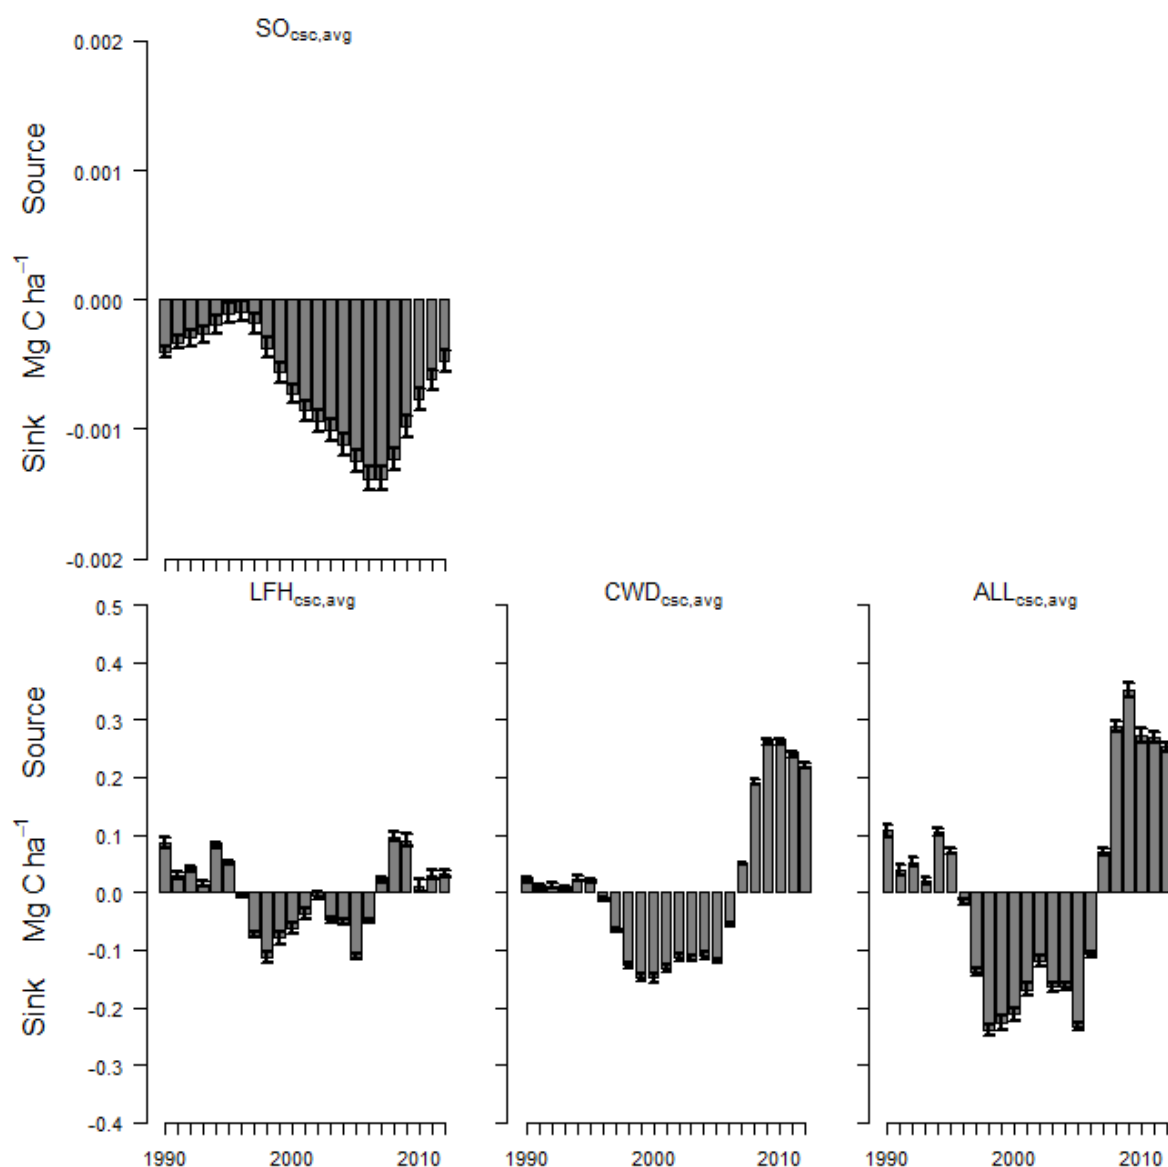 SOcsc,avg
0.002
0.001
0.000
-0.001
-0.002
Sink Mg C ha−1 Source
LFHcsc,avg
CWDcsc,avg
ALLcsc,avg
0.5
0.4
0.3
0.2
0.1
0.0
-0.1
-0.2
-0.3
-0.4
Sink Mg C ha−1 Source
1990 2000 2010
1990 2000 2010
1990 2000 2010